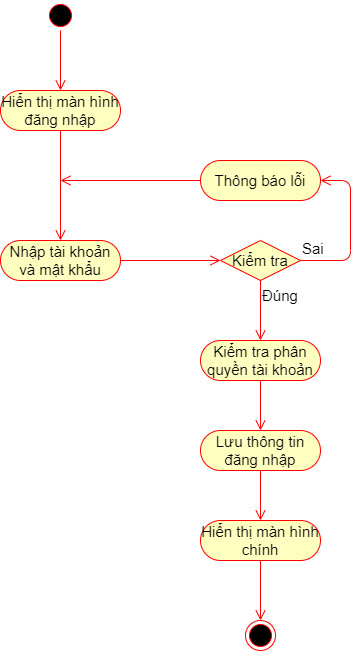 Hiển thị màn hình
đăng nhập
Thông báo lỗi
Nhập tài khoản
và mật khẩu
Kiểm tra
Sai
Đúng
Kiểm tra phân
quyền tài khoản
Lưu thông tin
đăng nhập
Hiển thị màn hình
chính